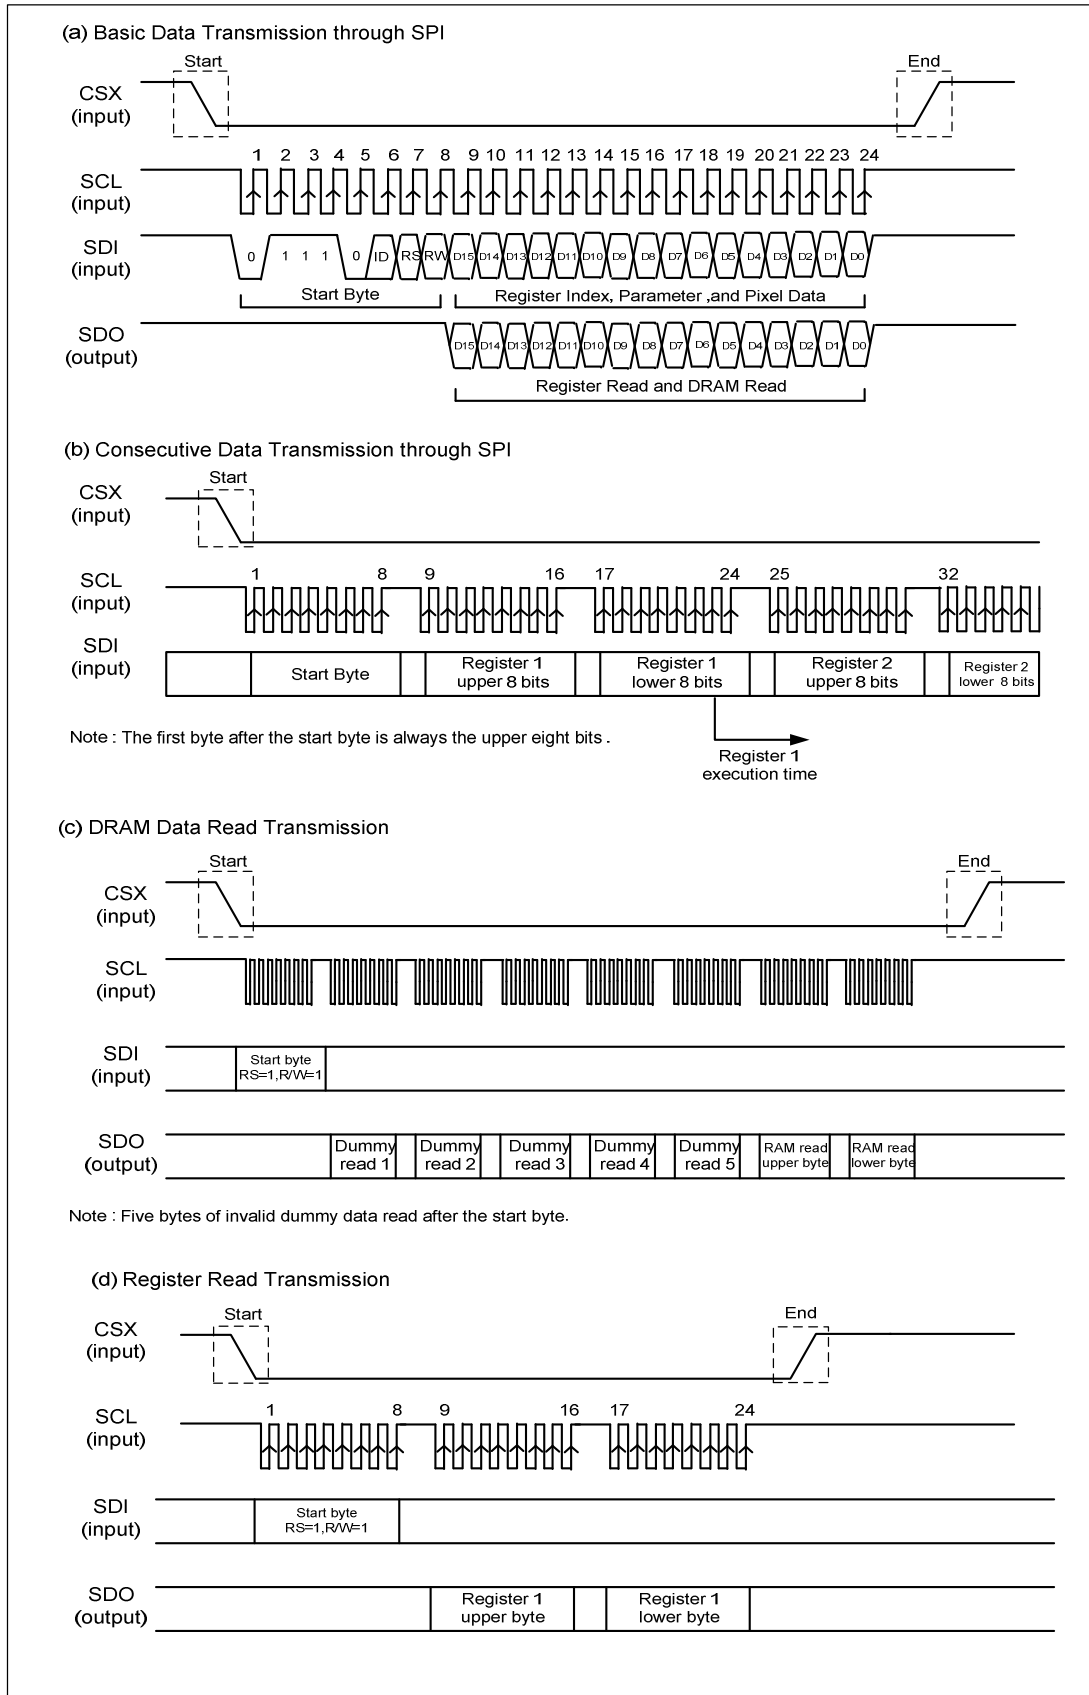 (a) Basic Data Transmission through SPI
Start
End
CSX
(input)
1 2 3 4 5 6 7 8 9 10 11 12 13 14 15 16 17 18 19 20 21 22 23 24
SCL
(input)
SDI
(input)
0 1 1 1 0 ID RS RW D15 D14 D13 D12 D11 D10 D9 D8 D7 D6 D5 D4 D3 D2 D1 D0
Start Byte
Register Index, Parameter ,and Pixel Data
SDO
(output)
D15 D14 D13 D12 D11 D10 D9 D8 D7 D6 D5 D4 D3 D2 D1 D0
Register Read and DRAM Read
(b) Consecutive Data Transmission through SPI
Start
CSX
(input)
1 8 9 16 17 24 25 32
SCL
(input)
SDI
(input)
Start Byte
Register 1
upper 8 bits
Register 1
lower 8 bits
Register 2
upper 8 bits
Register 2
lower 8 bits
Note : The first byte after the start byte is always the upper eight bits .
Register 1
execution time
(c) DRAM Data Read Transmission
Start
End
CSX
(input)
SCL
(input)
SDI
(input)
Start byte
RS=1,R/W=1
SDO
(output)
Dummy
read 1
Dummy
read 2
Dummy
read 3
Dummy
read 4
Dummy
read 5
RAM read
upper byte
RAM read
lower byte
Note : Five bytes of invalid dummy data read after the start byte.
(d) Register Read Transmission
Start
End
CSX
(input)
1 8 9 16 17 24
SCL
(input)
SDI
(input)
Start byte
RS=1,R/W=1
SDO
(output)
Register 1
upper byte
Register 1
lower byte